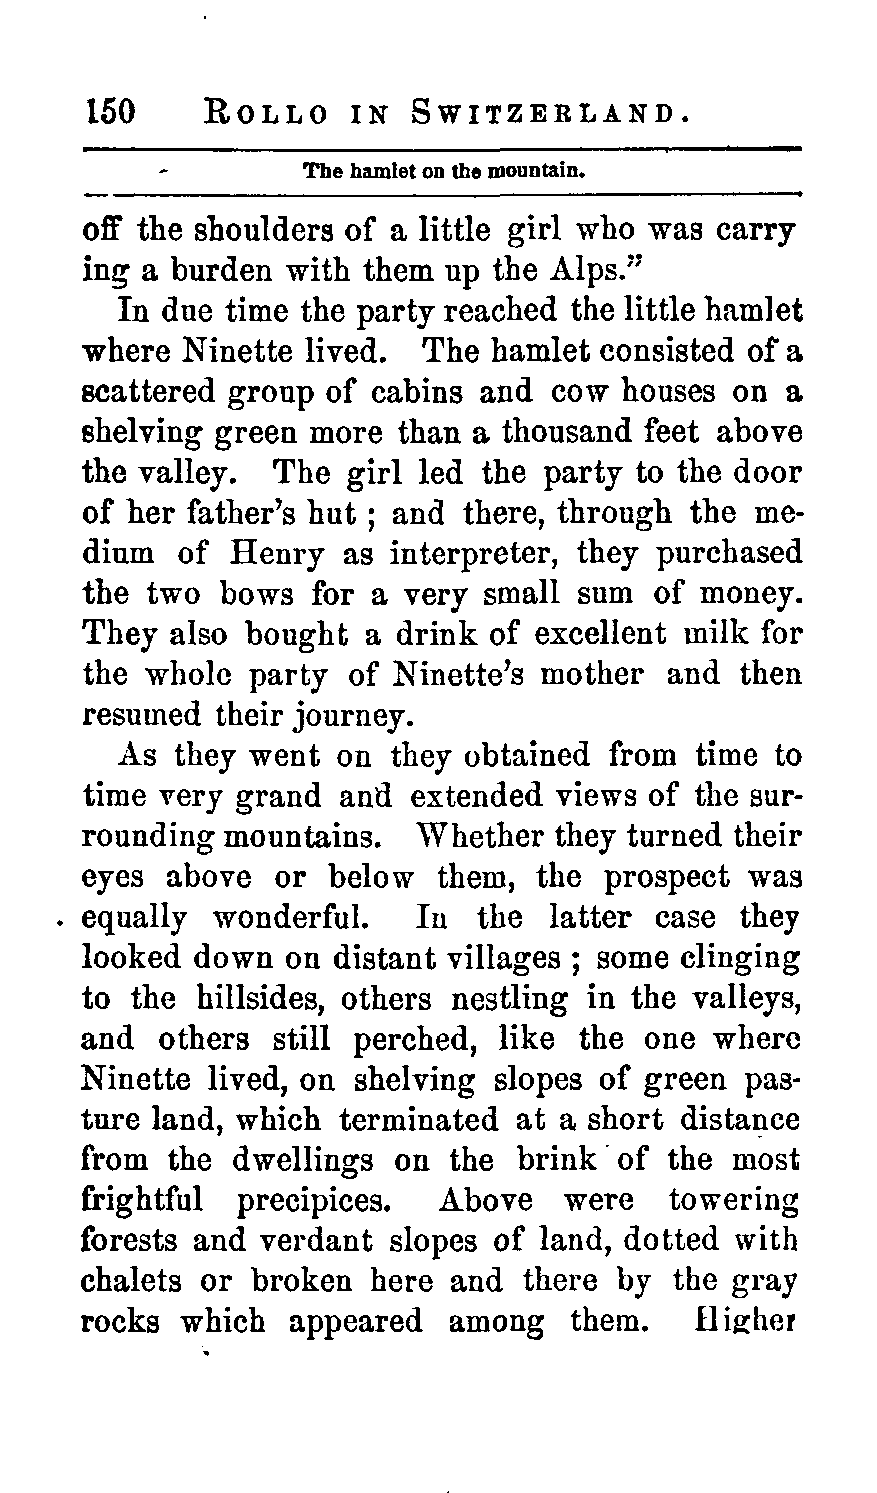 150 ROLLO IN SWITZERLAND.
The hamlet on the mountain.
off the shoulders of a little girl who was carry
ing a burden with them up the Alps."
In due time the party reached the little hamlet
where Ninette lived. The hamlet consisted of a
scattered group of cabins and cow houses on a
shelving green more than a thousand feet above
the valley. The girl led the party to the door
of her father's hut ; and there, through the me-
dium of Henry as interpreter, they purchased
the two bows for a very small sum of money.
They also bought a drink of excellent milk for
the whole party of Ninette's mother and then
resumed their journey.
As they went on they obtained from time to
time very grand and extended views of the sur-
rounding mountains. Whether they turned their
eyes above or below them, the prospect was
equally wonderful. In the latter case they
looked down on distant villages ; some clinging
to the hillsides, others nestling in the valleys,
and others still perched, like the one where
Ninette lived, on shelving slopes of green pas-
ture land, which terminated at a short distance
from the dwellings on the brink of the most
frightful precipices. Above were towering
forests and verdant slopes of land, dotted with
chalets or broken here and there by the gray
rocks which appeared among them. Higher